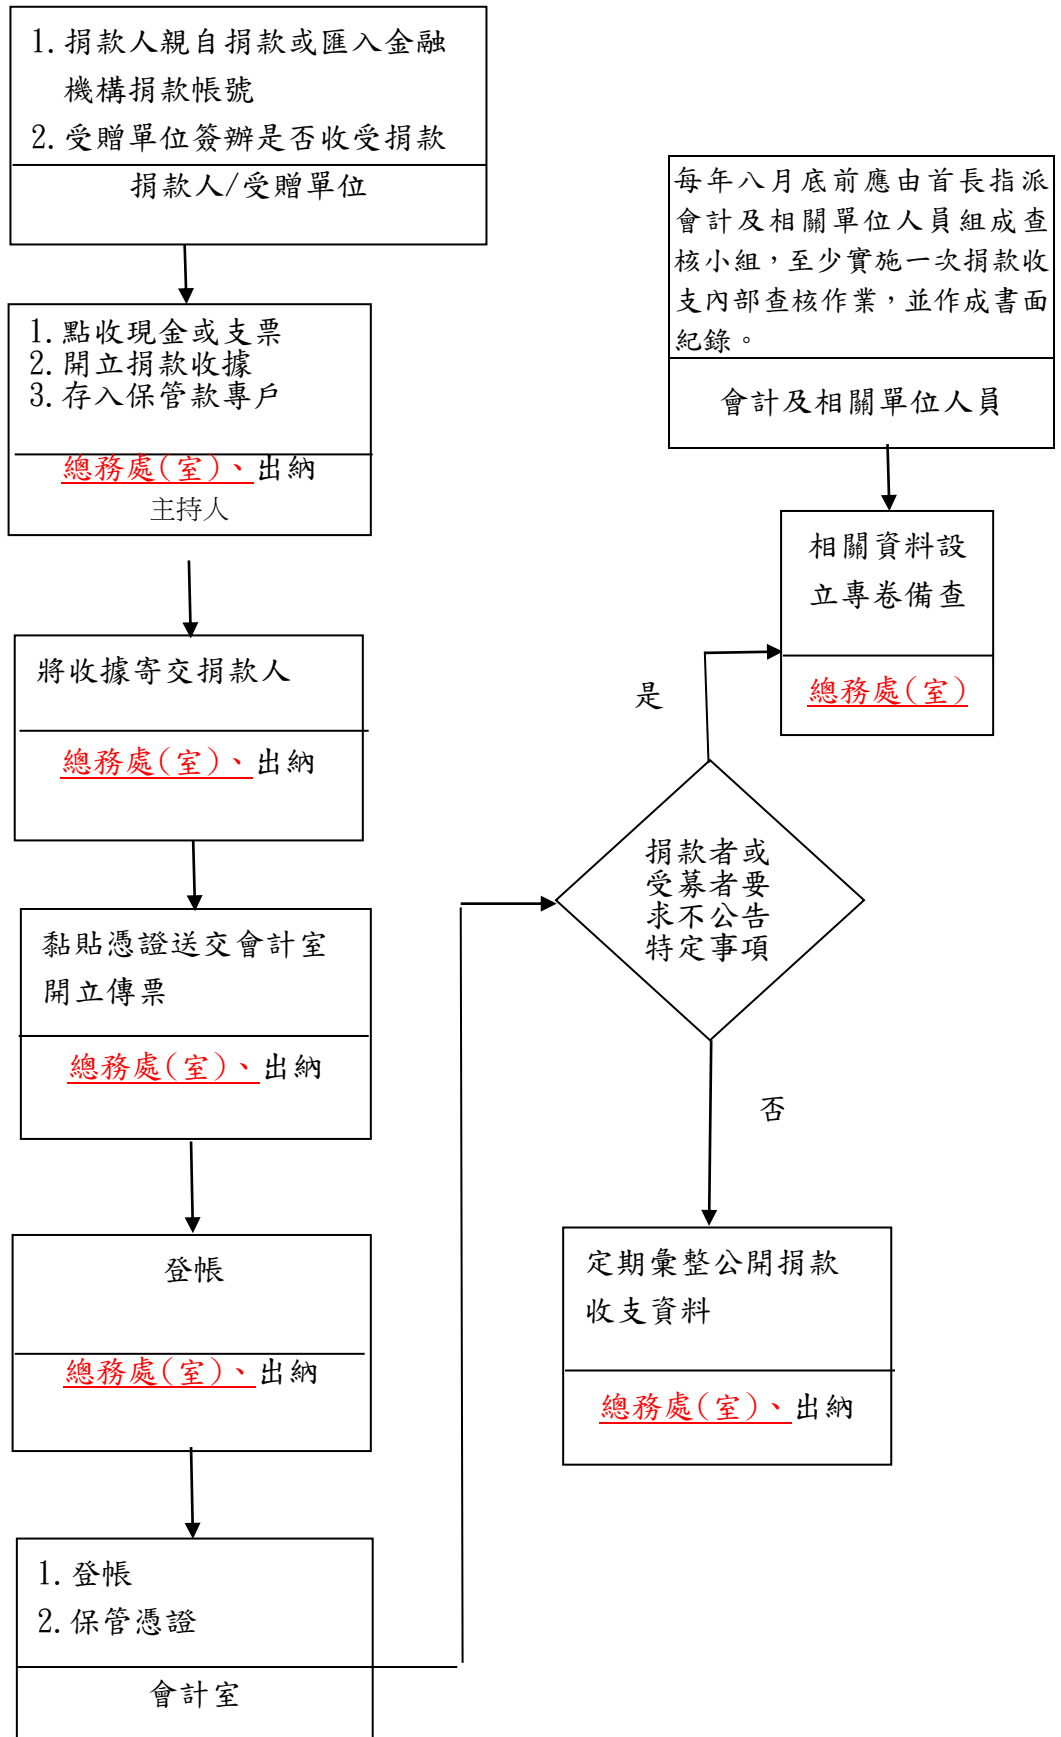 1. 捐款人親自捐款或匯入金融
機構捐款帳號
2. 受贈單位簽辦是否收受捐款
捐款人/受贈單位
1. 點收現金或支票
2. 開立捐款收據
3. 存入保管款專戶
總務處(室)、出納
主持人
將收據寄交捐款人
總務處(室)、出納
黏貼憑證送交會計室
開立傳票
總務處(室)、出納
登帳
總務處(室)、出納
1. 登帳
2. 保管憑證
會計室
每年八月底前應由首長指派
會計及相關單位人員組成查
核小組，至少實施一次捐款收
支內部查核作業，並作成書面
紀錄。
會計及相關單位人員
相關資料設
立專卷備查
總務處(室)
是
捐款者或
受募者要
求不公告
特定事項
否
定期彙整公開捐款
收支資料
總務處(室)、出納